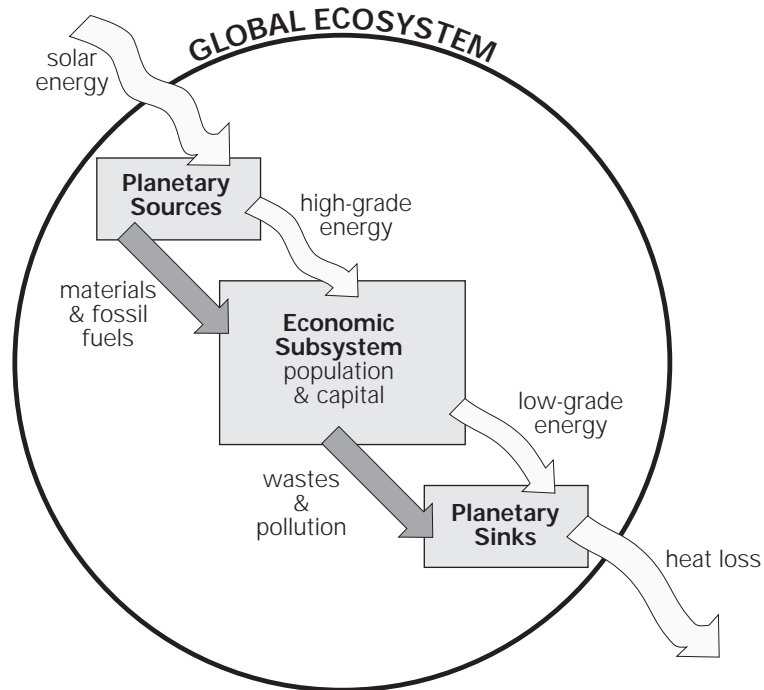 GLOBAL ECOSYSTEM
solar
energy
Planetary
Sources
high-grade
energy
materials
& fossil
fuels
Economic
Subsystem
population
& capital
low-grade
energy
wastes
&
pollution
Planetary
Sinks
heat loss